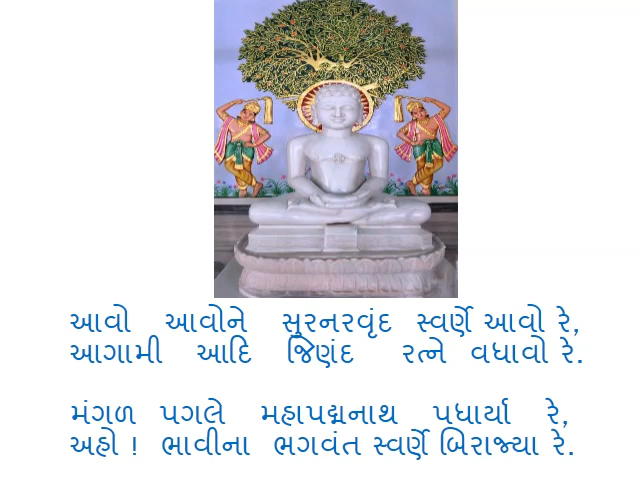 આવો આવોને સુરનરવૃંદ સ્વર્ણે આવો રે,
આગામી આદિ જિણંદ રત્ને વધાવો રે.
મંગળ પગલે મહાપદ્મનાથ પધાર્યા રે,
અહો ! ભાવીના ભગવંત સ્વર્ણે બિરાજ્યા રે.